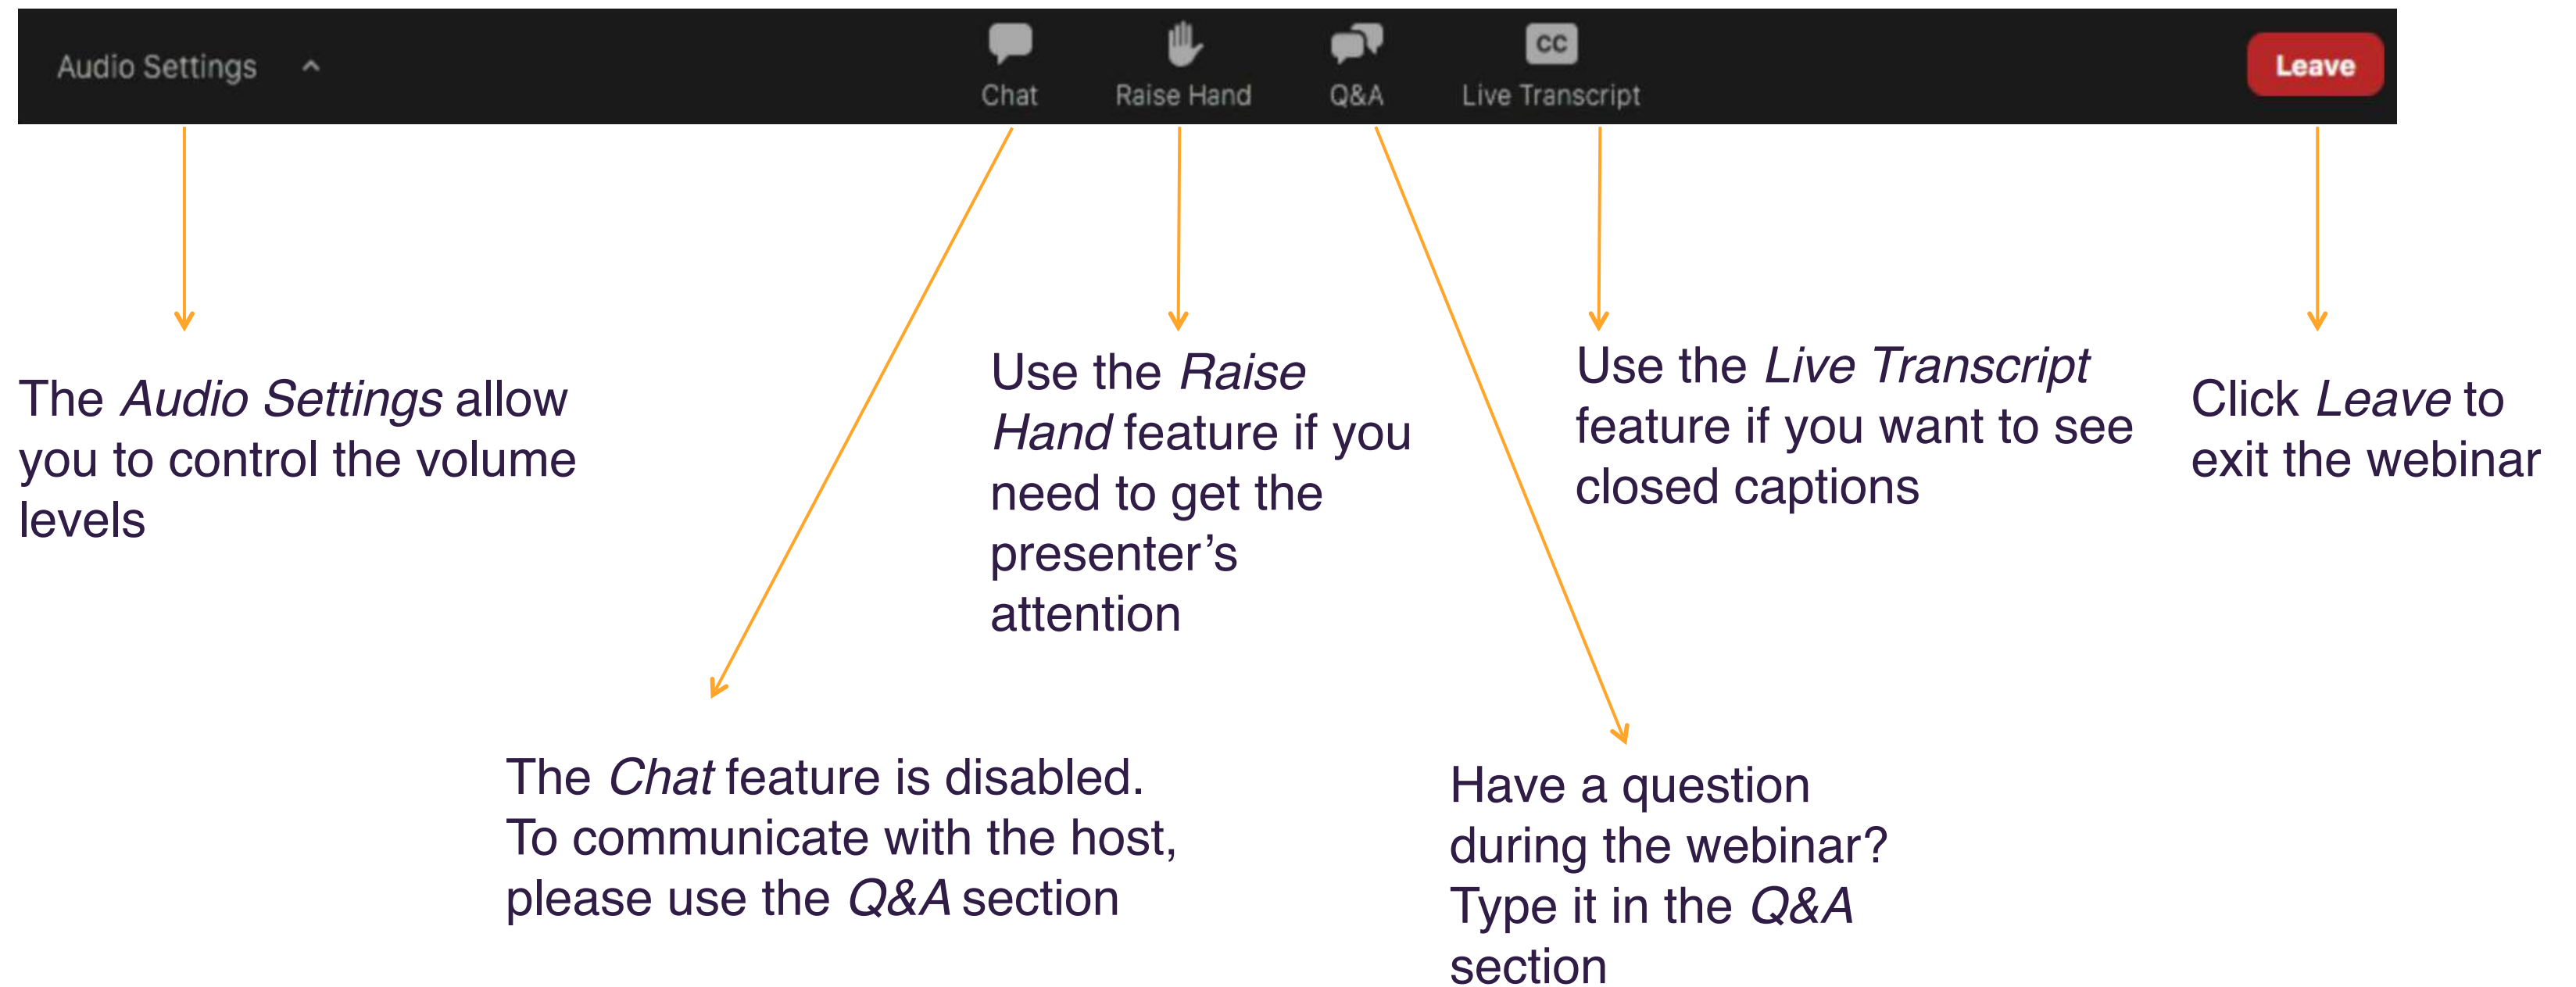 Audio Settings
Chat
Raise Hand
Q&A
CC
Live Transcript
Leave
The Audio Settings allow
you to control the volume
levels
Use the Raise
Hand feature if you
need to get the
presenter’s
attention
Use the Live Transcript
feature if you want to see
closed captions
Click Leave to
exit the webinar
The Chat feature is disabled.
To communicate with the host,
please use the Q&A section
Have a question
during the webinar?
Type it in the Q&A
section